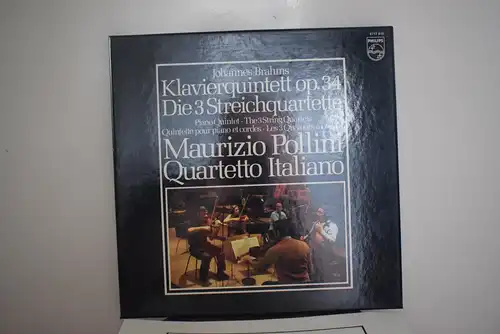 PHILIPS
Johannes Brahms
Klavierquintett op. 34
Die 3 Streichquartette
Piano Quintet · The 3 String Quartets
Quintette pour piano et cordes · Les 3 Quatuors
Maurizio Pollini
Quartetto Italiano